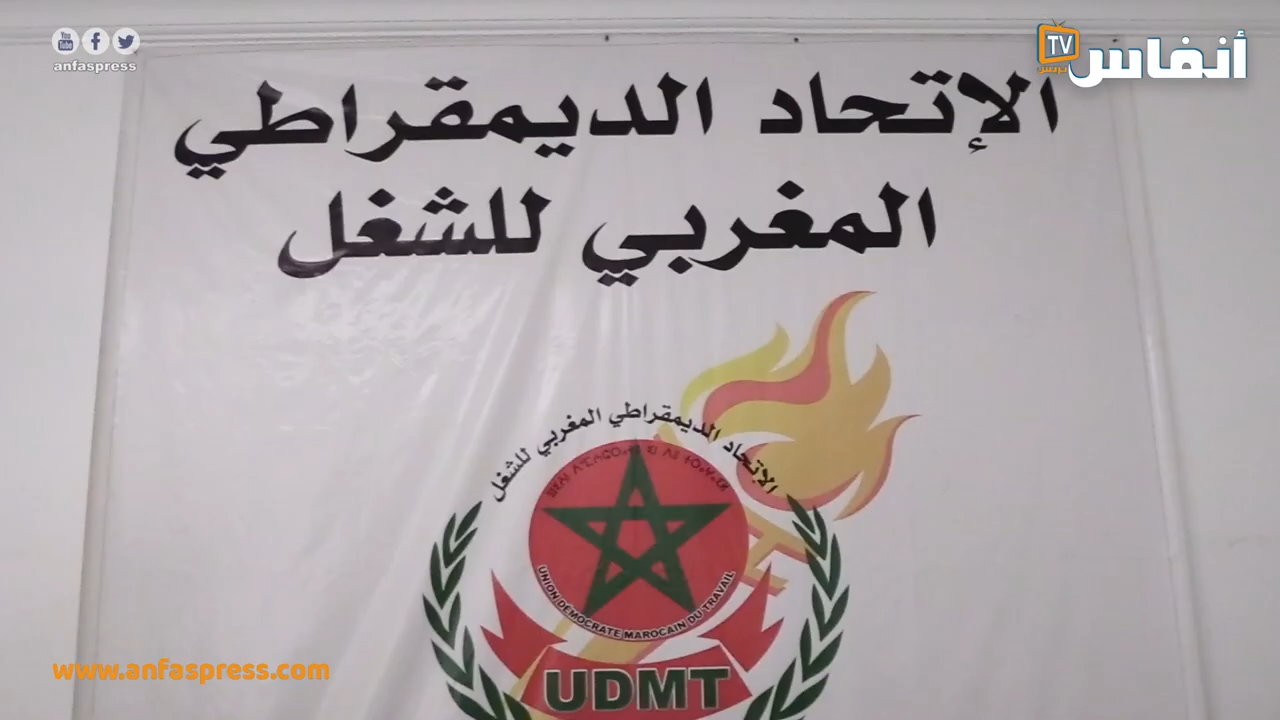 anfaspress
أنفاس
TV
بريس
الإتحاد الديمقراطي
المغربي للشغل
الإتحاد الديمقراطي المغربي للشغل
UNION DEMOCRATE MAROCAIN DU TRAVAIL
UDMT
www.anfaspress.com